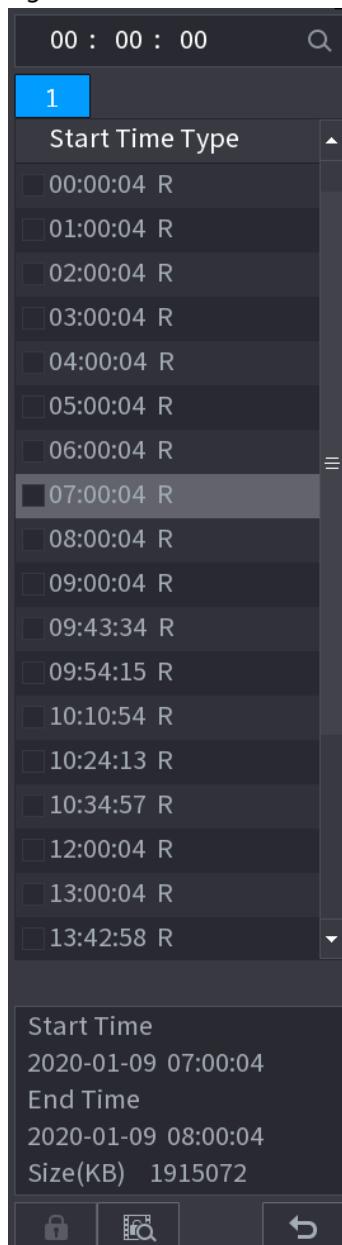 00 : 00 : 00
1
Start Time Type
00:00:04 R
01:00:04 R
02:00:04 R
03:00:04 R
04:00:04 R
05:00:04 R
06:00:04 R
07:00:04 R
08:00:04 R
09:00:04 R
09:43:34 R
09:54:15 R
10:10:54 R
10:24:13 R
10:34:57 R
12:00:04 R
13:00:04 R
13:42:58 R
Start Time
2020-01-09 07:00:04
End Time
2020-01-09 08:00:04
Size(KB) 1915072